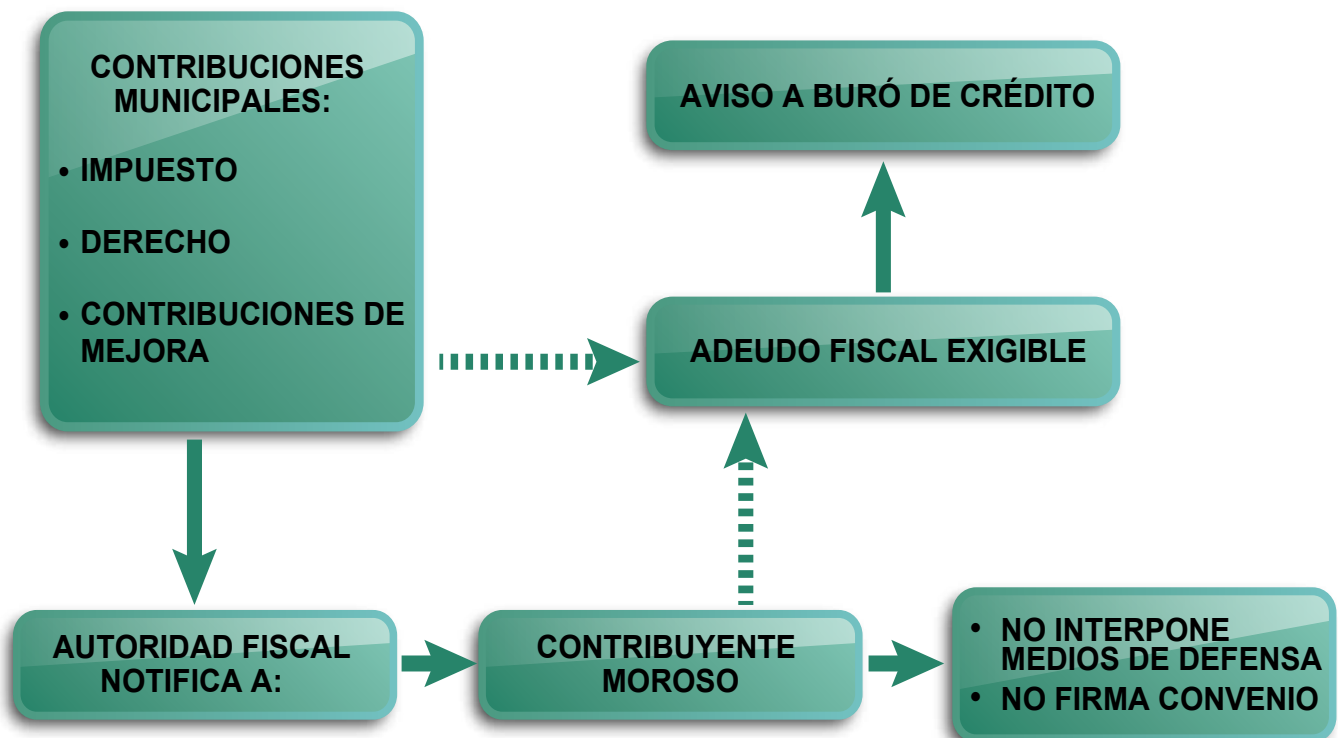 CONTRIBUCIONES
MUNICIPALES:
• IMPUESTO
• DERECHO
• CONTRIBUCIONES DE
MEJORA
AVISO A BURÓ DE CRÉDITO
ADEUDO FISCAL EXIGIBLE
AUTORIDAD FISCAL
NOTIFICA A:
CONTRIBUYENTE
MOROSO
• NO INTERPONE
MEDIOS DE DEFENSA
• NO FIRMA CONVENIO